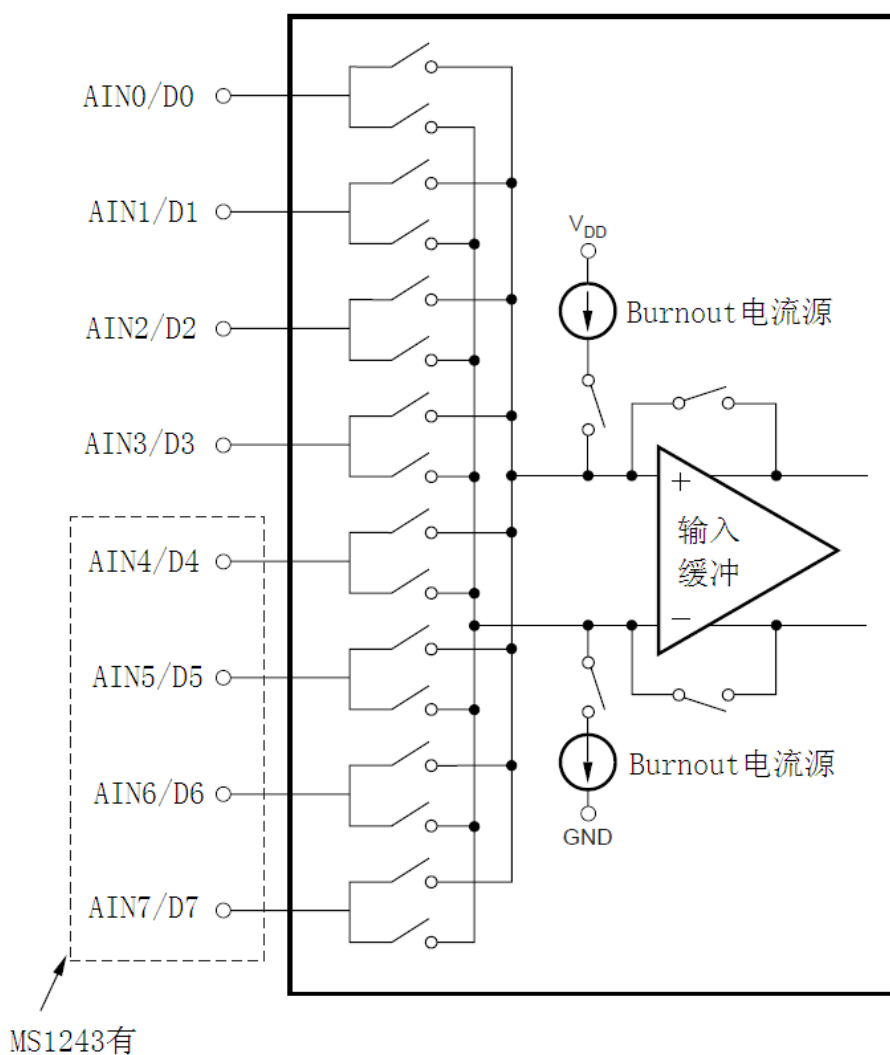 AIN0/D0
AIN1/D1
AIN2/D2
AIN3/D3
AIN4/D4
AIN5/D5
AIN6/D6
AIN7/D7
MS1243有
VDD
Burnout电流源
+
输入
缓冲
−
Burnout电流源
GND